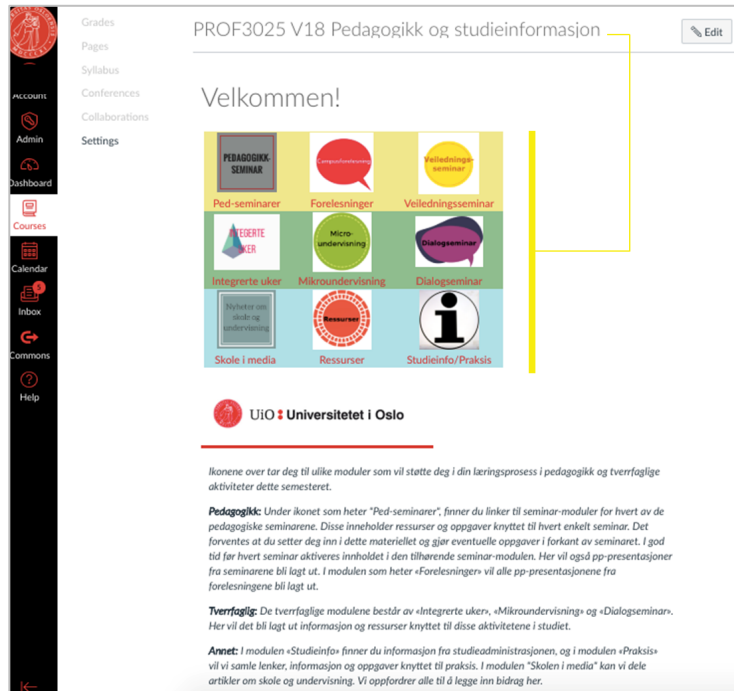 Grades
Pages
Syllabus
Conferences
Collaborations
Settings
Account
Admin
Dashboard
Courses
Calendar
5
Inbox
Commons
Help
PROF3025 V18 Pedagogikk og studieinformasjon
Edit
Velkommen!
PEDAGOGIKK-
SEMINAR
Campusforelesning
Veilednings-
seminar
Ped-seminarer
Forelesninger
Veiledningsseminar
INTEGERTE
UKER
Micro-
undervisning
Dialogseminar
Integrerte uker
Mikroundervisning
Dialogseminar
Nyheter om
skole og
undervisning
Ressurser
i
Skole i media
Ressurser
Studieinfo/Praksis
UiO Universitetet i Oslo
Ikonene over tar deg til ulike moduler som vil støtte deg i din læringsprosess i pedagogikk og tverrfaglige
aktiviteter dette semesteret.
Pedagogikk: Under ikonet som heter "Ped-seminarer", finner du linker til seminar-moduler for hvert av de
pedagogiske seminarene. Disse inneholder ressurser og oppgaver knyttet til hvert enkelt seminar. Det
forventes at du setter deg inn i dette materiellet og gjør eventuelle oppgaver i forkant av seminaret. I god
tid før hvert seminar aktiveres innholdet i den tilhørende seminar-modulen. Her vil også pp-presentasjoner
fra seminarene bli lagt ut. I modulen som heter «Forelesninger» vil alle pp-presentasjonene fra
forelesningene bli lagt ut.
Tverrfaglig: De tverrfaglige modulene består av «Integrerte uker», «Mikroundervisning» og «Dialogseminar».
Her vil det bli lagt ut informasjon og ressurser knyttet til disse aktivitetene i studiet.
Annet: I modulen «Studieinfo» finner du informasjon fra studieadministrasjonen, og i modulen «Praksis»
vil vi samle lenker, informasjon og oppgaver knyttet til praksis. I modulen "Skolen i media" kan vi dele
artikler om skole og undervisning. Vi oppfordrer alle til å legge inn bidrag her.